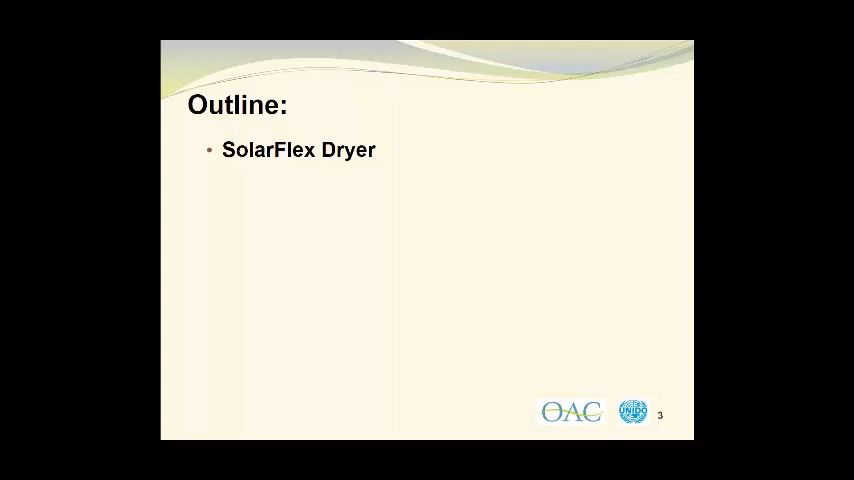 Outline:
• SolarFlex Dryer
OAC
UNIDO
3